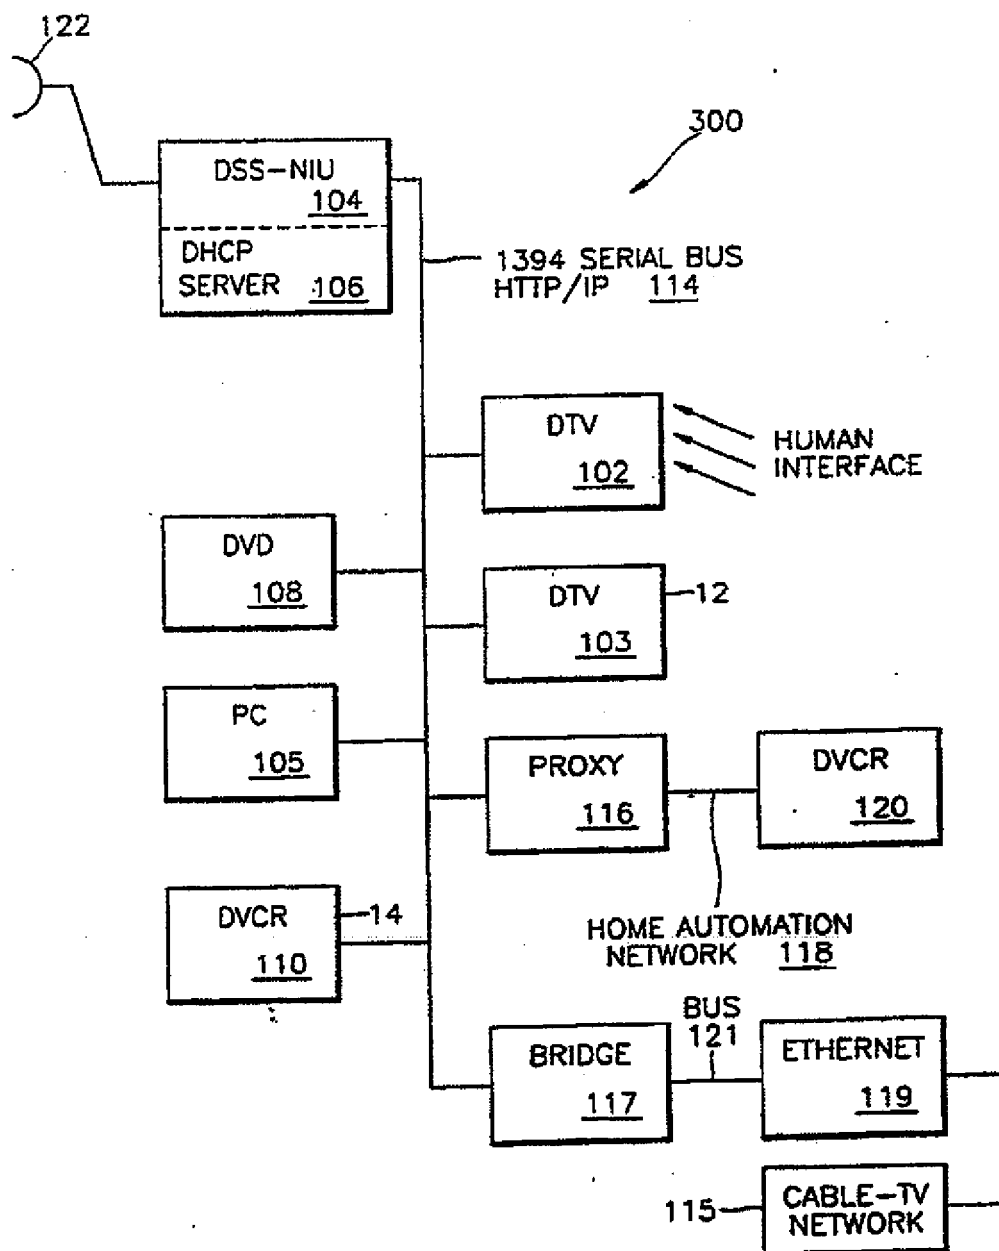 122
300
DSS-NIU
104
DHCP
SERVER 106
1394 SERIAL BUS
HTTP/IP 114
DTV
102
HUMAN
INTERFACE
DVD
108
DTV
103
12
PC
105
PROXY
116
DVCR
120
DVCR
110
14
HOME AUTOMATION
NETWORK 118
BUS
121
BRIDGE
117
ETHERNET
119
115
CABLE-TV
NETWORK